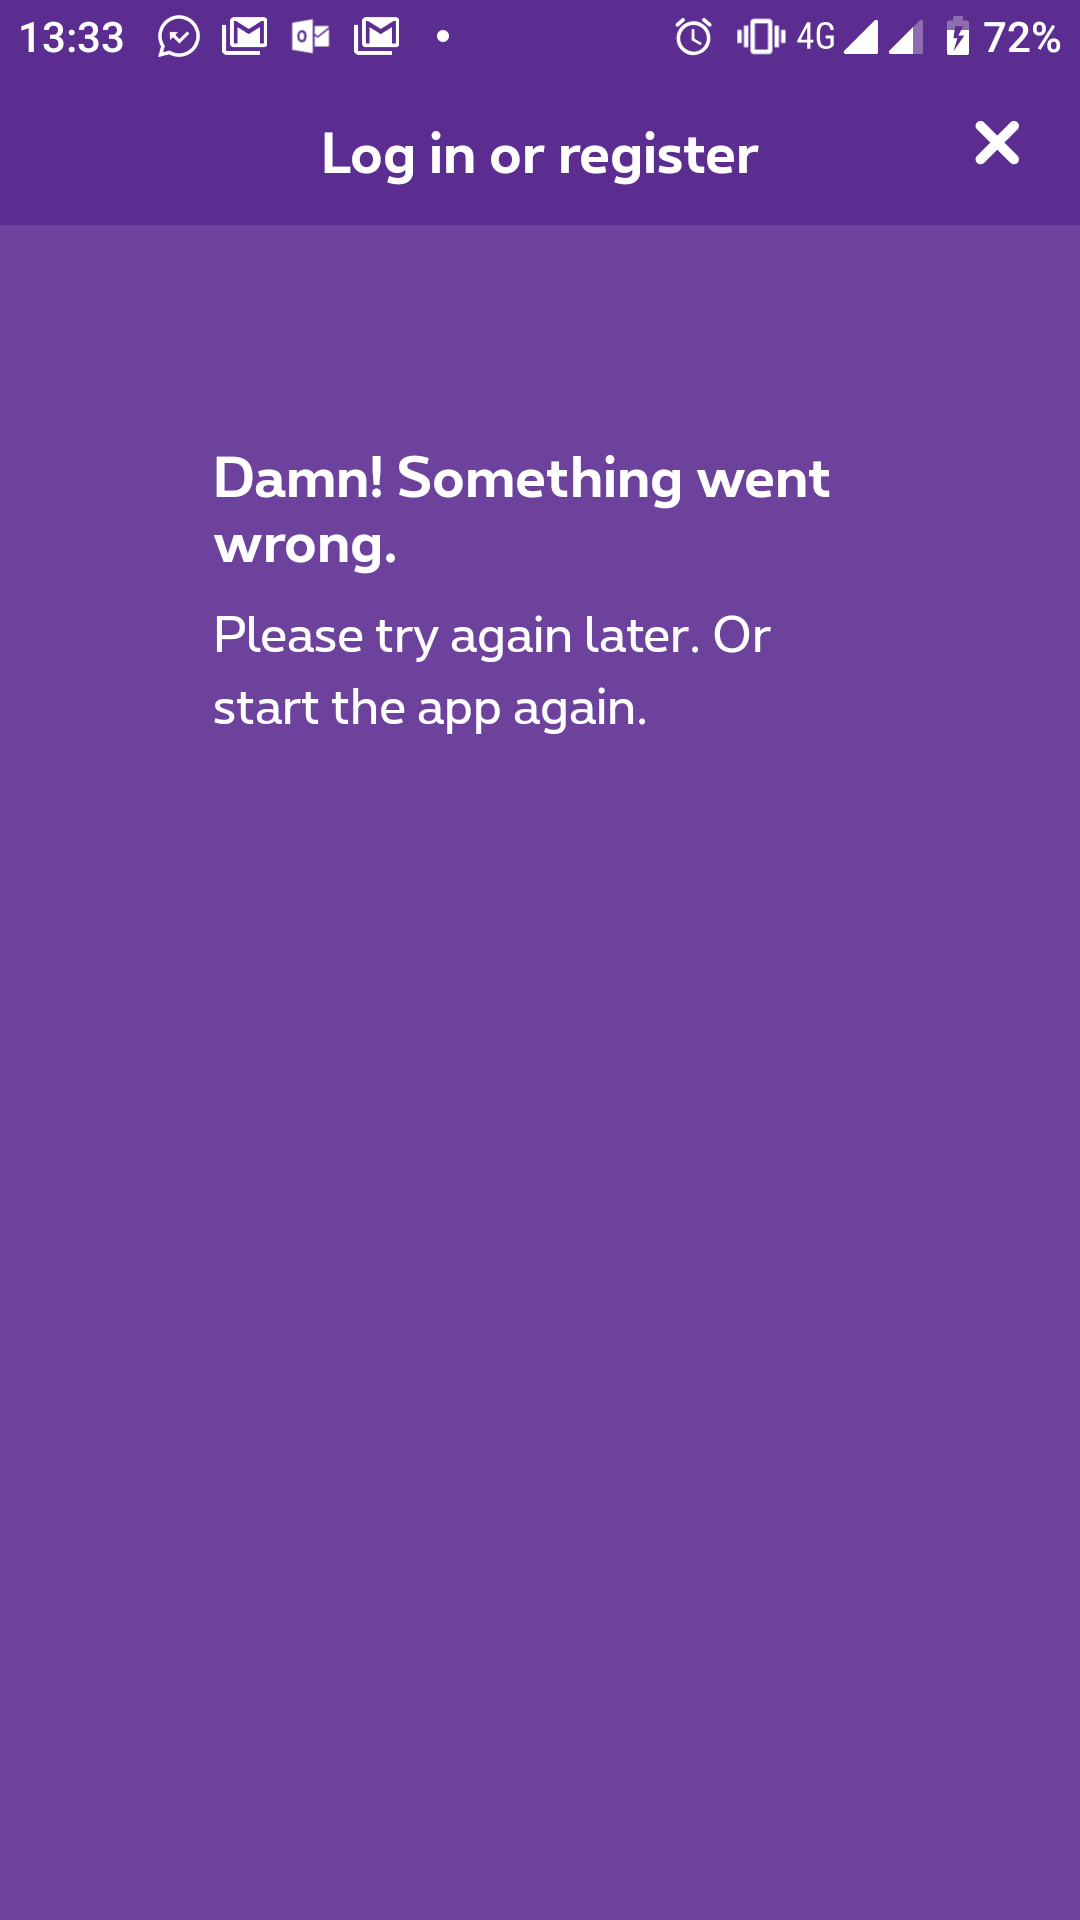 13:33 4G 72%
Log in or register
Damn! Something went
wrong.
Please try again later. Or
start the app again.